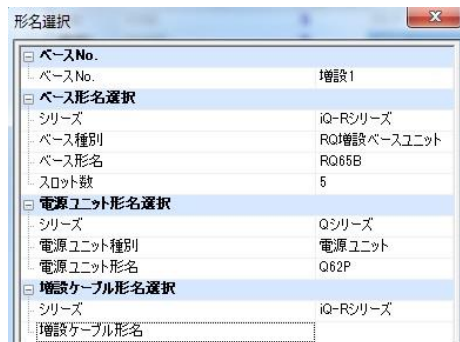 形名選択
ベースNo.
ベースNo. 増設1
ベース形名選択
シリーズ iQ-Rシリーズ
ベース種別 RQ増設ベースユニット
ベース形名 RQ65B
スロット数 5
電源ユニット形名選択
シリーズ Qシリーズ
電源ユニット種別 電源ユニット
電源ユニット形名 Q62P
増設ケーブル形名選択
シリーズ iQ-Rシリーズ
増設ケーブル形名